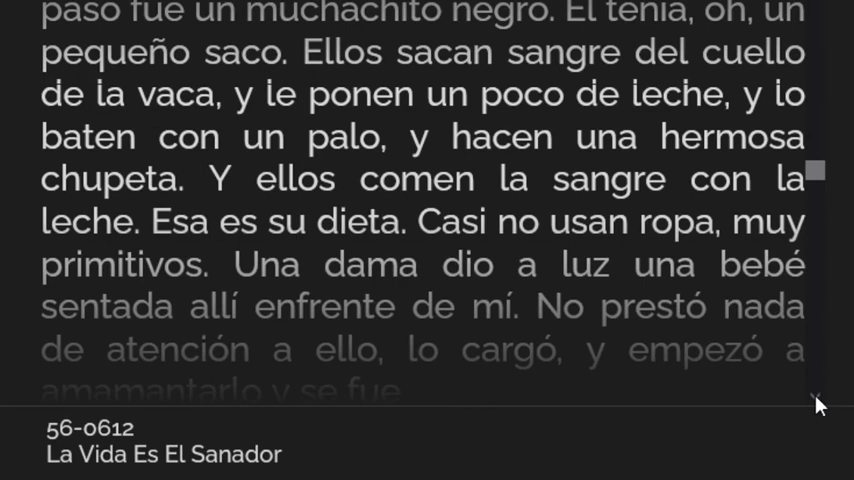 paso fue un muchachito negro. Él tenía, oh, un
pequeño saco. Ellos sacan sangre del cuello
de la vaca, y le ponen un poco de leche, y lo
baten con un palo, y hacen una hermosa
chupeta. Y ellos comen la sangre con la
leche. Esa es su dieta. Casi no usan ropa, muy
primitivos. Una dama dio a luz una bebé
sentada allí enfrente de mí. No prestó nada
de atención a ello, lo cargó, y empezó a
amamantarlo y se fue
56-0612
La Vida Es El Sanador